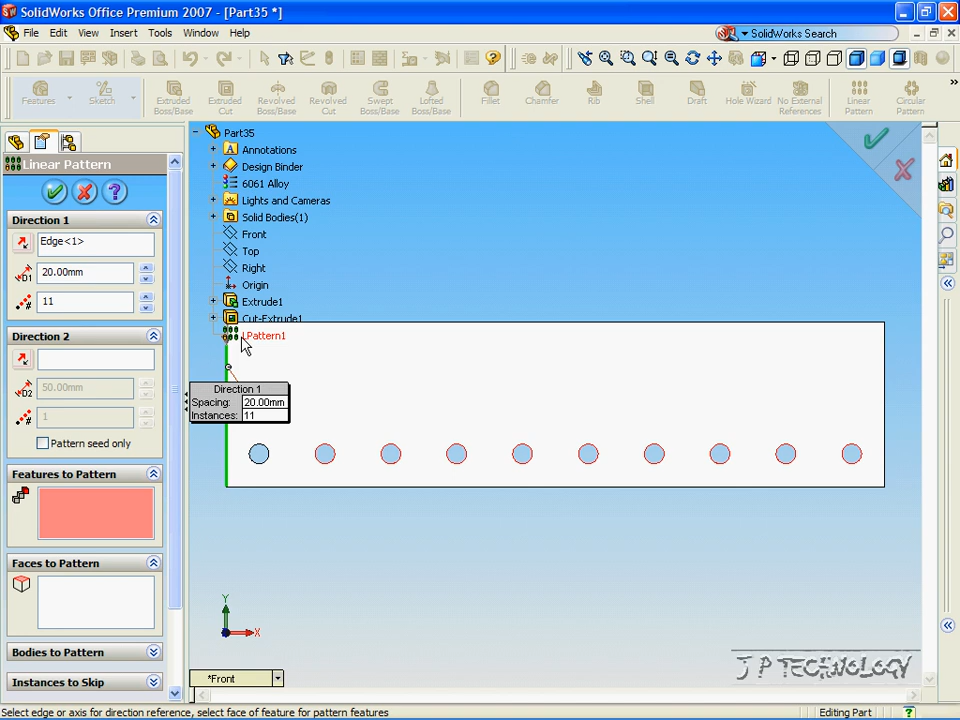 SolidWorks Office Premium 2007 - [Part35 *]
File Edit View Insert Tools Window Help
SolidWorks Search
Features Sketch Extruded Boss/Base Extruded Cut Revolved Boss/Base Revolved Cut Swept Boss/Base Lofted Boss/Base Fillet Chamfer Rib Shell Draft Hole Wizard No External References Linear Pattern Circular Pattern
Linear Pattern
Direction 1
Edge<1>
D1 20.00mm
11
Direction 2
D2 50.00mm
1
Pattern seed only
Features to Pattern
Faces to Pattern
Bodies to Pattern
Instances to Skip
Part35
Annotations
Design Binder
6061 Alloy
Lights and Cameras
Solid Bodies(1)
Front
Top
Right
Origin
Extrude1
Cut-Extrude1
LPattern1
Direction 1
Spacing: 20.00mm
Instances: 11
Y
X
*Front
J P TECHNOLOGY
Select edge or axis for direction reference, select face of feature for pattern features
Editing Part